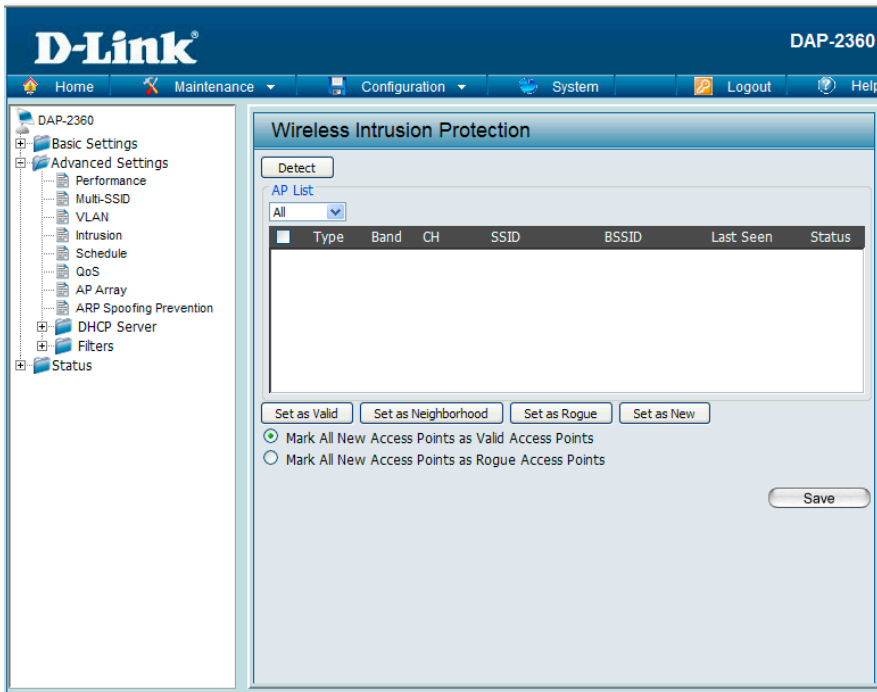 D-Link
DAP-2360
Home Maintenance Configuration System Logout Help
DAP-2360
Basic Settings
Advanced Settings
Performance
Multi-SSID
VLAN
Intrusion
Schedule
QoS
AP Array
ARP Spoofing Prevention
DHCP Server
Filters
Status
Wireless Intrusion Protection
Detect
AP List
All
Type Band CH SSID BSSID Last Seen Status
Set as Valid Set as Neighborhood Set as Rogue Set as New
Mark All New Access Points as Valid Access Points
Mark All New Access Points as Rogue Access Points
Save